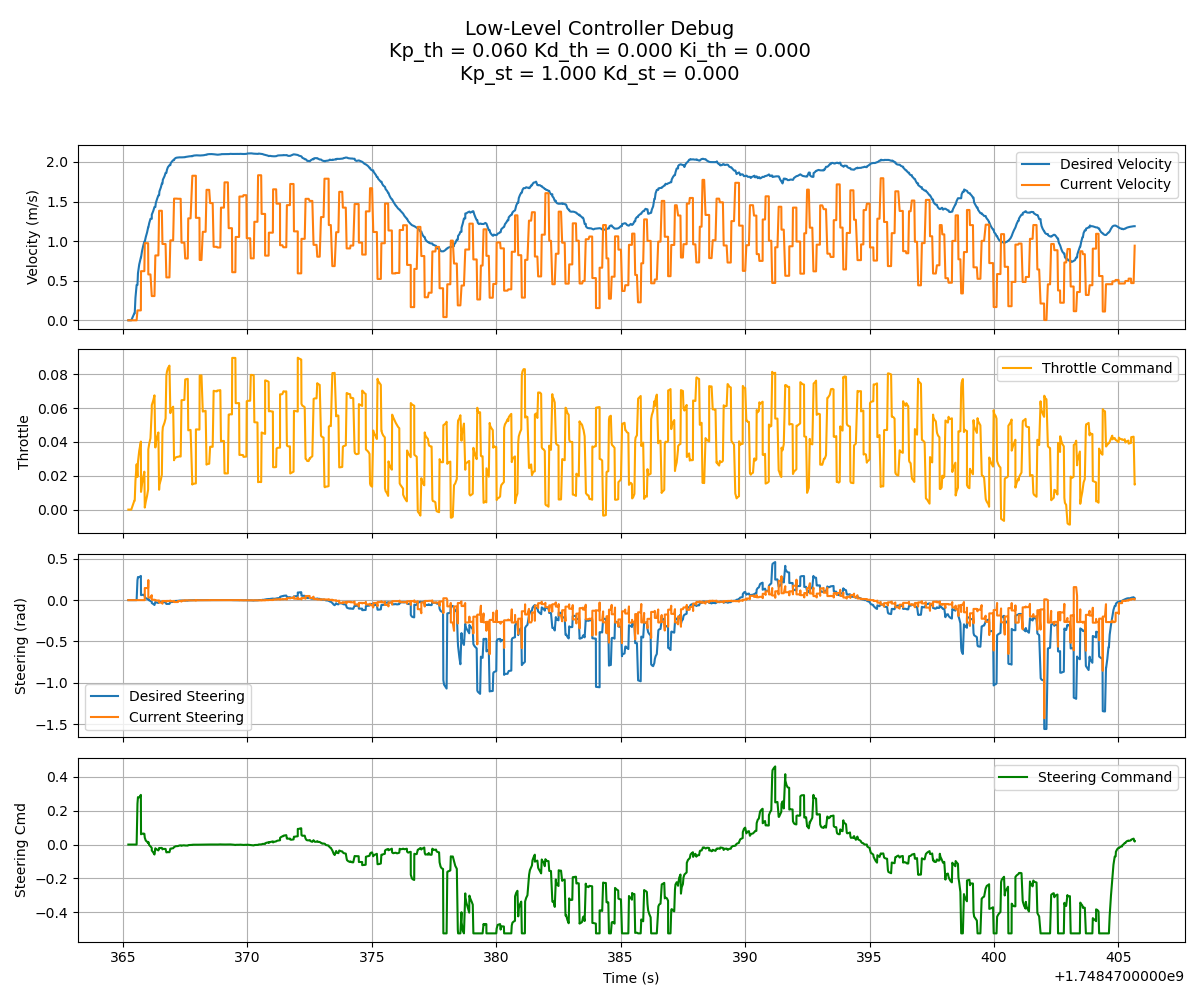 Low-Level Controller Debug
Kp_th = 0.060 Kd_th = 0.000 Ki_th = 0.000
Kp_st = 1.000 Kd_st = 0.000
Velocity (m/s)
2.0
1.5
1.0
0.5
0.0
Desired Velocity
Current Velocity
Throttle
0.08
0.06
0.04
0.02
0.00
Throttle Command
Steering (rad)
0.5
0.0
−0.5
−1.0
−1.5
Desired Steering
Current Steering
Steering Cmd
0.4
0.2
0.0
−0.2
−0.4
Steering Command
365 367 370 375 380 385 390 395 400 405
Time (s)
+1.7484700000e9